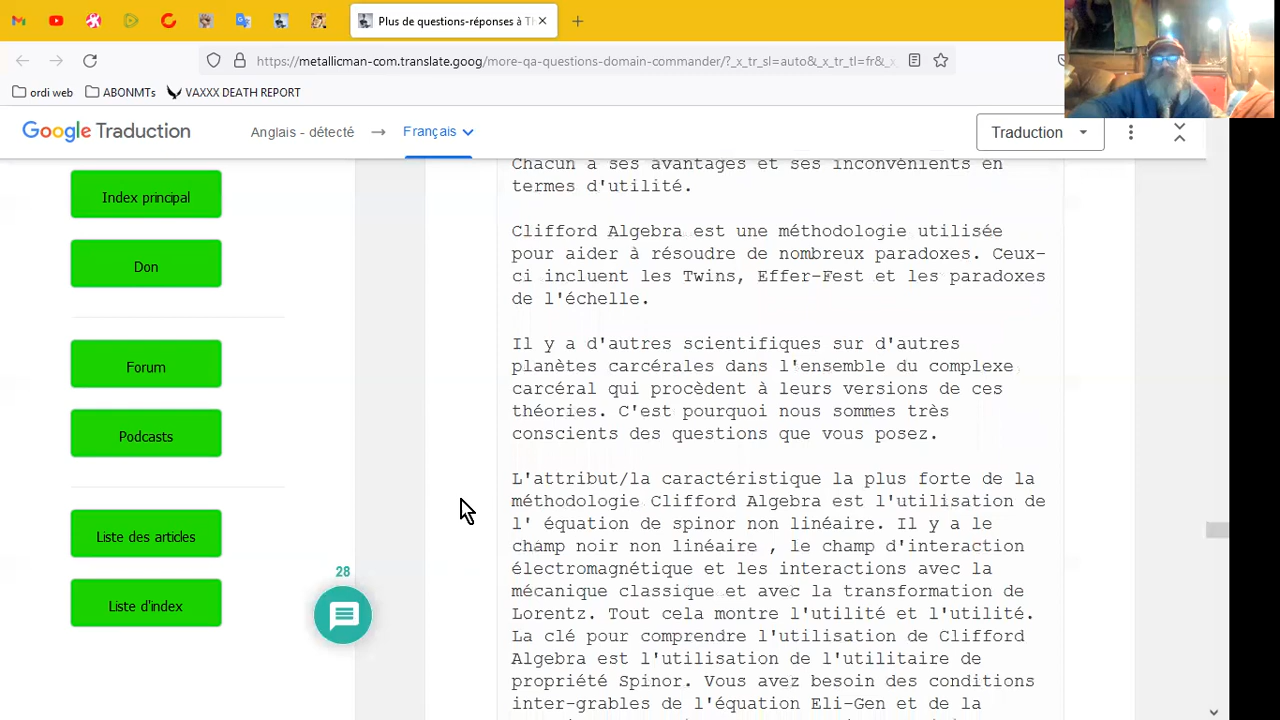 Plus de questions-réponses à Th
https://metallicman-com.translate.goog/more-qa-questions-domain-commander/?_x_tr_sl=auto&_x_tr_tl=fr&_x_
ordi web
ABONMTs
VAXXX DEATH REPORT
Google Traduction
Anglais - détecté → Français
Traduction
Index principal
Don
Forum
Podcasts
Liste des articles
Liste d'index
28
Chacun a ses avantages et ses inconvénients en
termes d'utilité.
Clifford Algebra est une méthodologie utilisée
pour aider à résoudre de nombreux paradoxes. Ceux-
ci incluent les Twins, Effer-Fest et les paradoxes
de l'échelle.
Il y a d'autres scientifiques sur d'autres
planètes carcérales dans l'ensemble du complexe
carcéral qui procèdent à leurs versions de ces
théories. C'est pourquoi nous sommes très
conscients des questions que vous posez.
L'attribut/la caractéristique la plus forte de la
méthodologie Clifford Algebra est l'utilisation de
l' équation de spinor non linéaire. Il y a le
champ noir non linéaire , le champ d'interaction
électromagnétique et les interactions avec la
mécanique classique et avec la transformation de
Lorentz. Tout cela montre l'utilité et l'utilité.
La clé pour comprendre l'utilisation de Clifford
Algebra est l'utilisation de l'utilitaire de
propriété Spinor. Vous avez besoin des conditions
inter-grables de l'équation Eli-Gen et de la